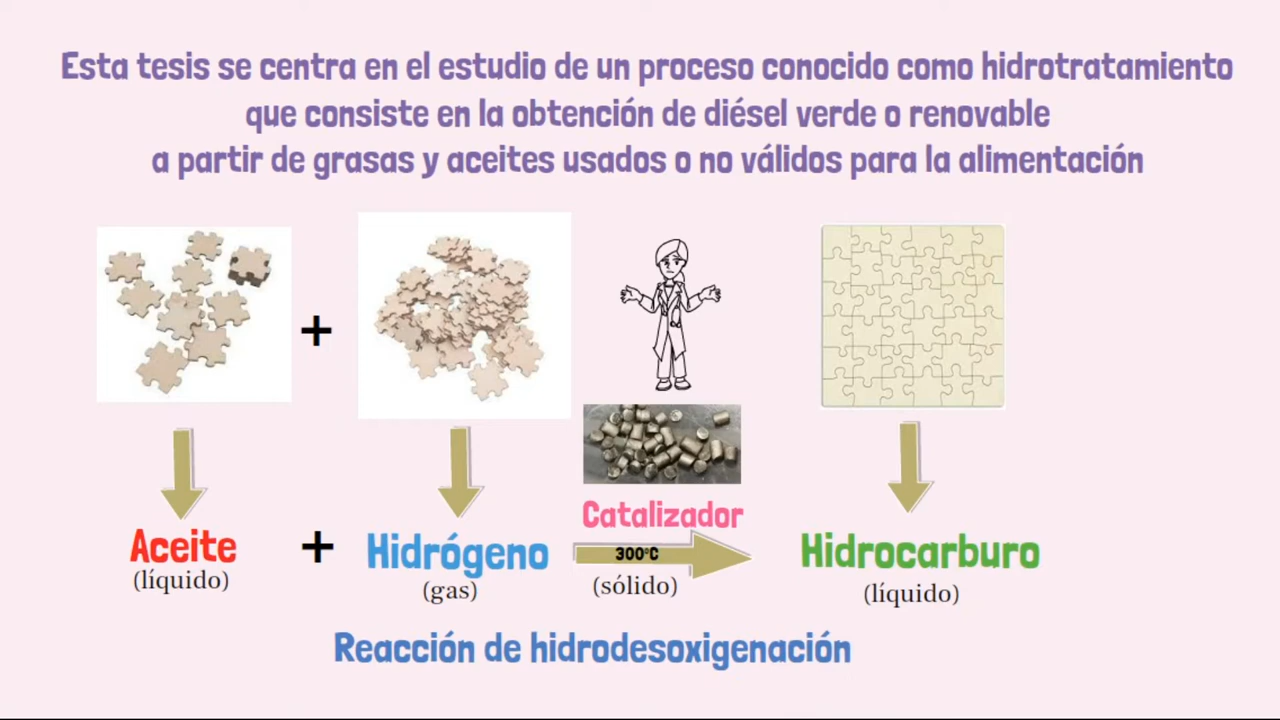 Esta tesis se centra en el estudio de un proceso conocido como hidrotratamiento
que consiste en la obtención de diésel verde o renovable
a partir de grasas y aceites usados o no válidos para la alimentación
+
Catalizador
Aceite + Hidrógeno 300ºC Hidrocarburo
(líquido) (gas) (sólido) (líquido)
Reacción de hidrodesoxigenación